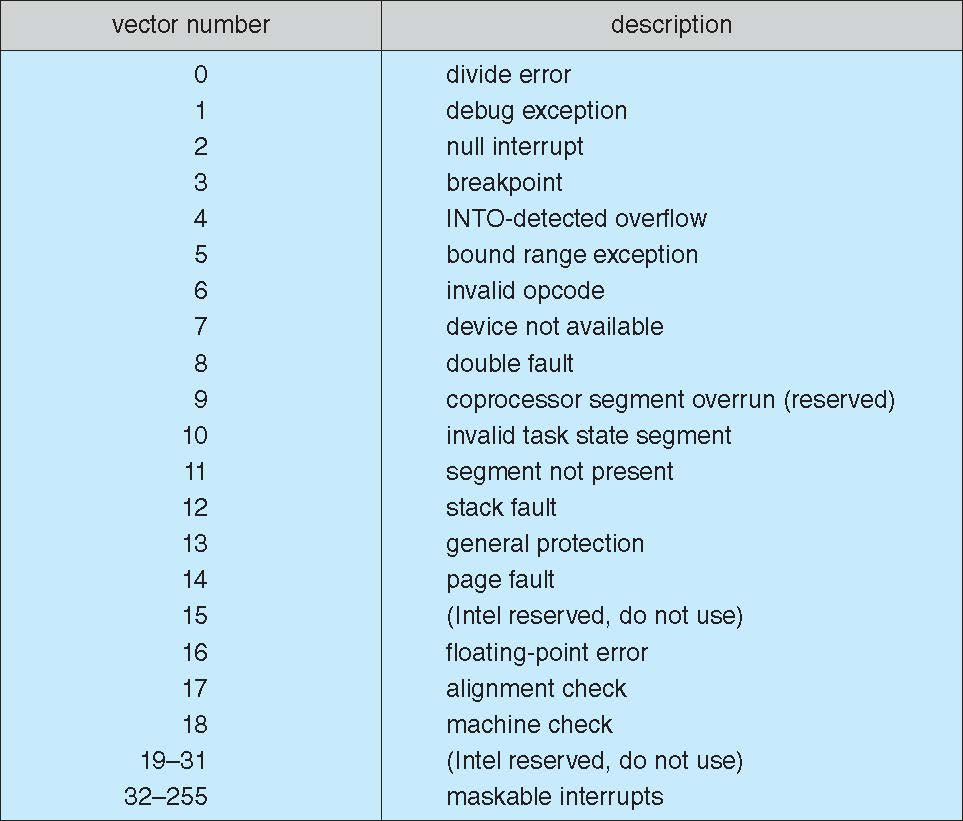 vector number description
0 divide error
1 debug exception
2 null interrupt
3 breakpoint
4 INTO-detected overflow
5 bound range exception
6 invalid opcode
7 device not available
8 double fault
9 coprocessor segment overrun (reserved)
10 invalid task state segment
11 segment not present
12 stack fault
13 general protection
14 page fault
15 (Intel reserved, do not use)
16 floating-point error
17 alignment check
18 machine check
19–31 (Intel reserved, do not use)
32–255 maskable interrupts